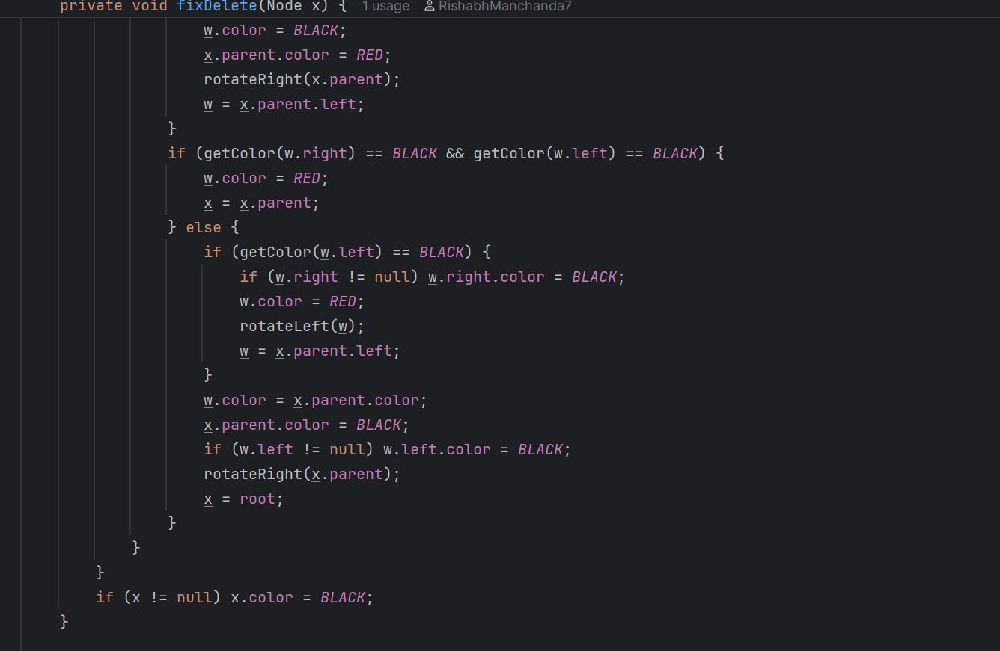 private void fixDelete(Node x) {  1 usage  RishabhManchanda7
w.color = BLACK;
x.parent.color = RED;
rotateRight(x.parent);
w = x.parent.left;
}
if (getColor(w.right) == BLACK && getColor(w.left) == BLACK) {
w.color = RED;
x = x.parent;
} else {
if (getColor(w.left) == BLACK) {
if (w.right != null) w.right.color = BLACK;
w.color = RED;
rotateLeft(w);
w = x.parent.left;
}
w.color = x.parent.color;
x.parent.color = BLACK;
if (w.left != null) w.left.color = BLACK;
rotateRight(x.parent);
x = root;
}
}
}
if (x != null) x.color = BLACK;
}